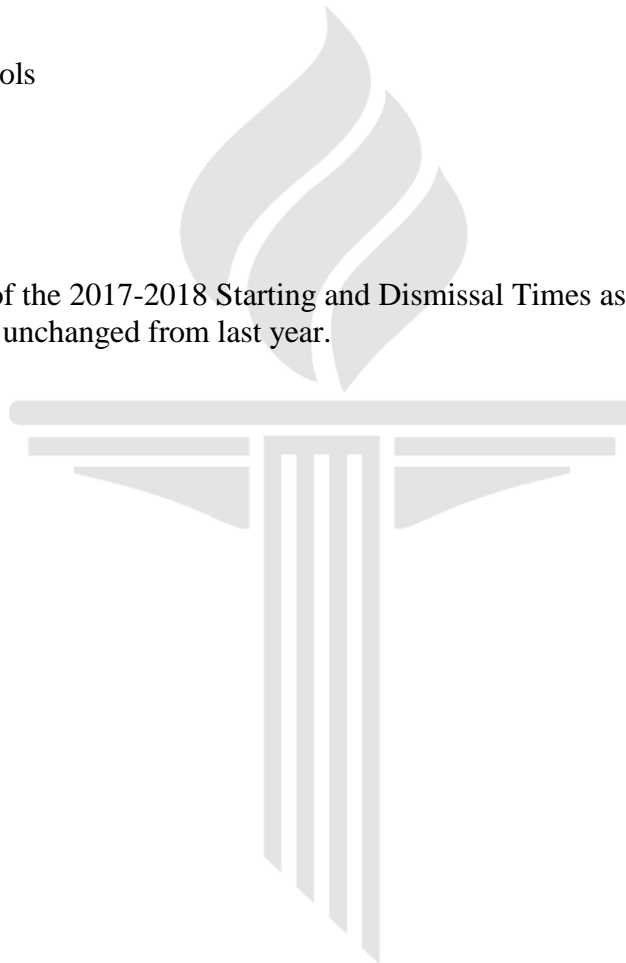 ols
of the 2017-2018 Starting and Dismissal Times as
unchanged from last year.